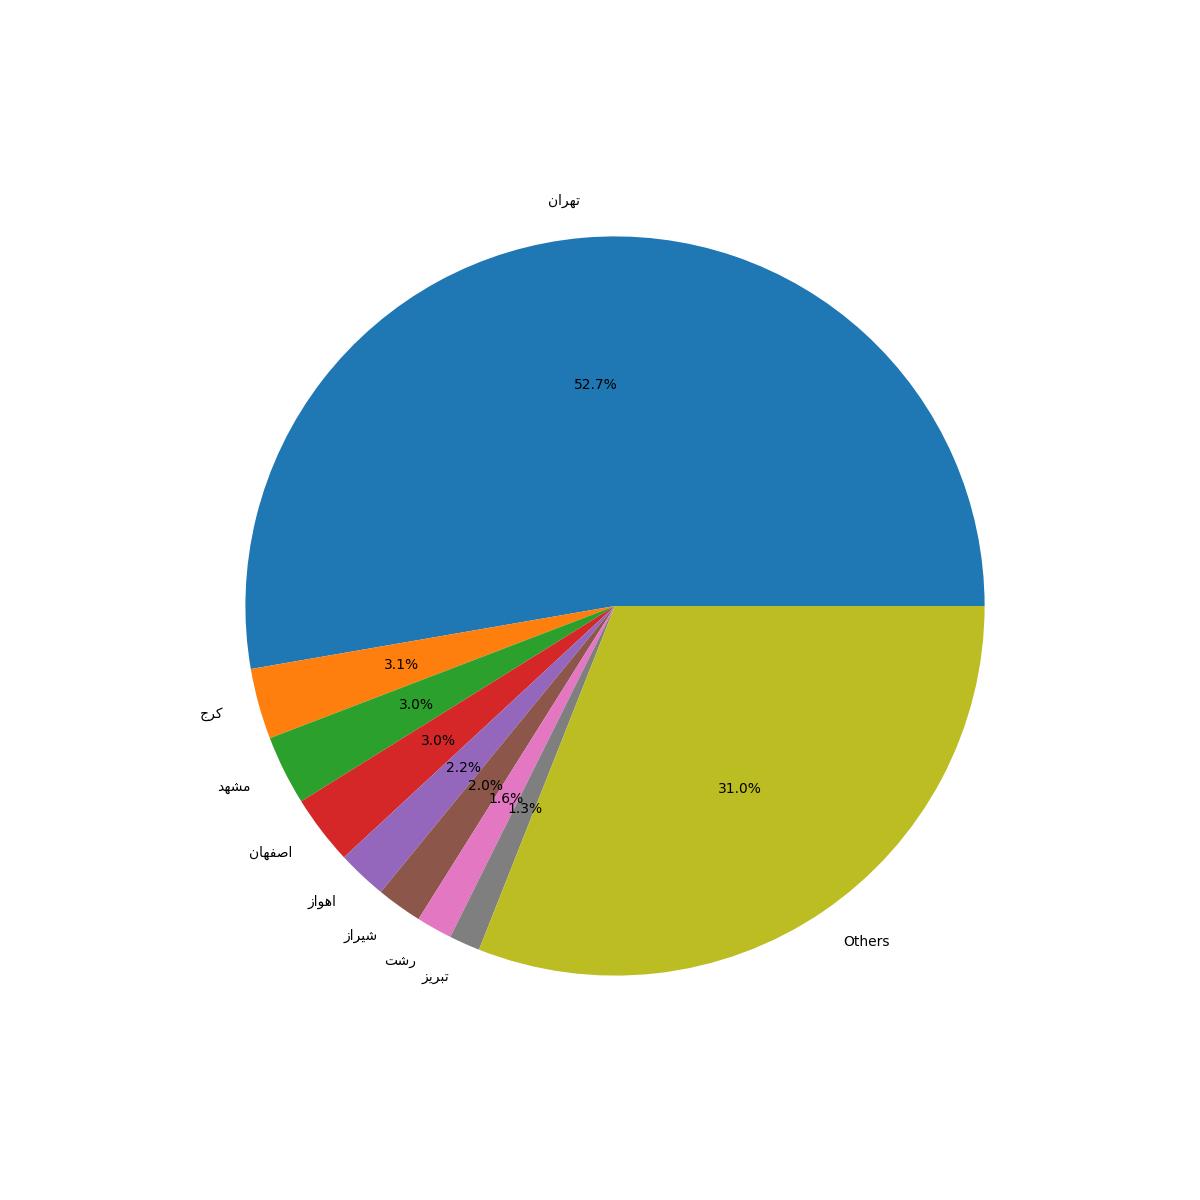 تهران
52.7%
3.1%
کرج
3.0%
مشهد
3.0%
اصفهان
2.2%
اهواز
2.0%
شیراز
1.6%
رشت
1.3%
تبریز
31.0%
Others